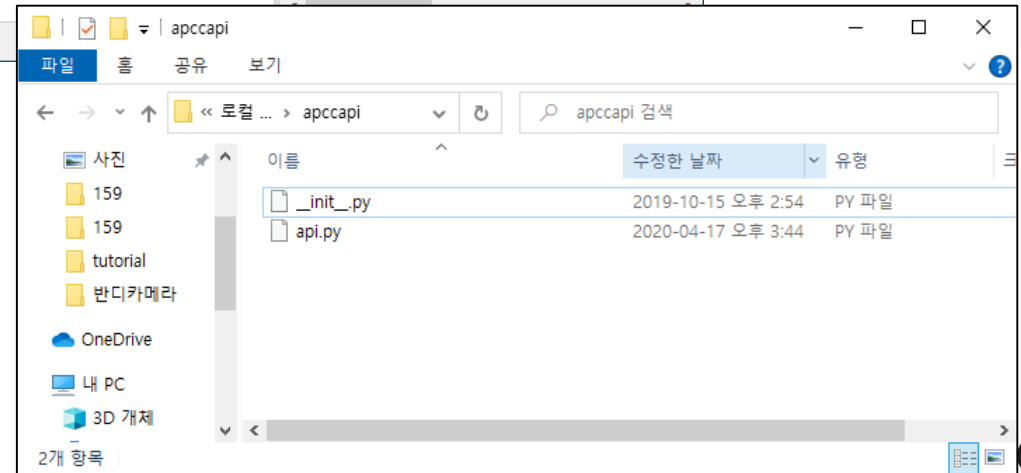 apccapi
파일 홈 공유 보기
« 로컬 ... › apccapi
apccapi 검색
사진
159
159
tutorial
반디카메라
OneDrive
내 PC
3D 개체
이름 수정한 날짜 유형
__init__.py 2019-10-15 오후 2:54 PY 파일
api.py 2020-04-17 오후 3:44 PY 파일
2개 항목